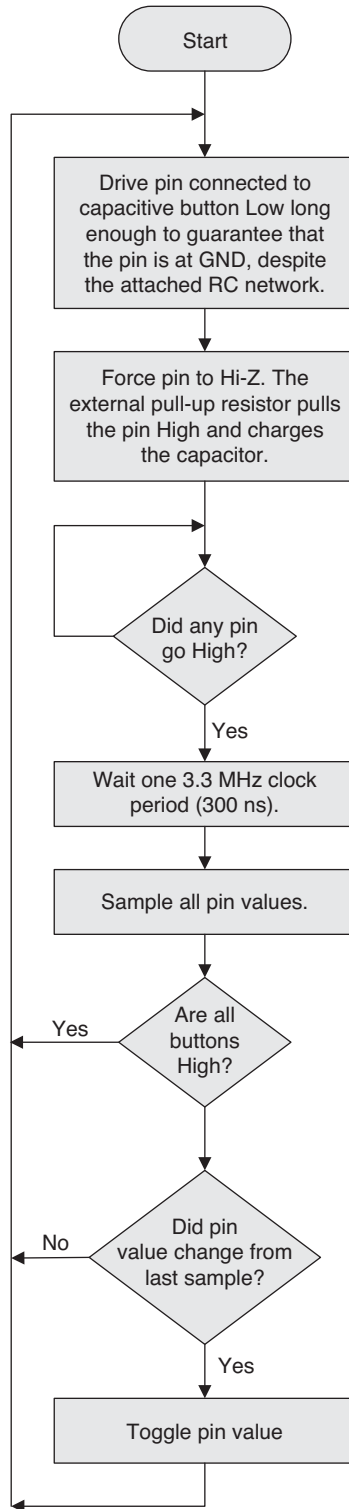 Start
Drive pin connected to
capacitive button Low long
enough to guarantee that
the pin is at GND, despite
the attached RC network.
Force pin to Hi-Z. The
external pull-up resistor pulls
the pin High and charges
the capacitor.
Did any pin
go High?
Yes
Wait one 3.3 MHz clock
period (300 ns).
Sample all pin values.
Are all
buttons
High?
Yes
Did pin
value change from
last sample?
No
Yes
Toggle pin value